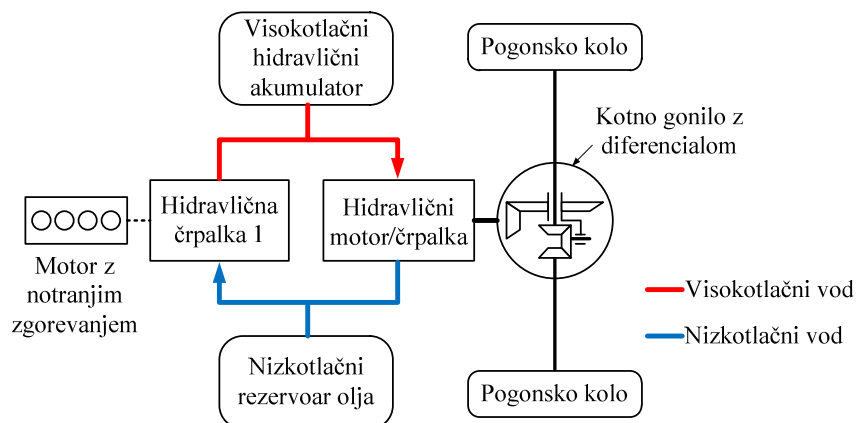 Visokotlačni
hidravlični
akumulator
Pogonsko kolo
Kotno gonilo z
diferencialom
Hidravlična
črpalka 1
Hidravlični
motor/črpalka
Motor z
notranjim
zgorevanjem
Visokotlačni vod
Nizkotlačni vod
Nizkotlačni
rezervoar olja
Pogonsko kolo